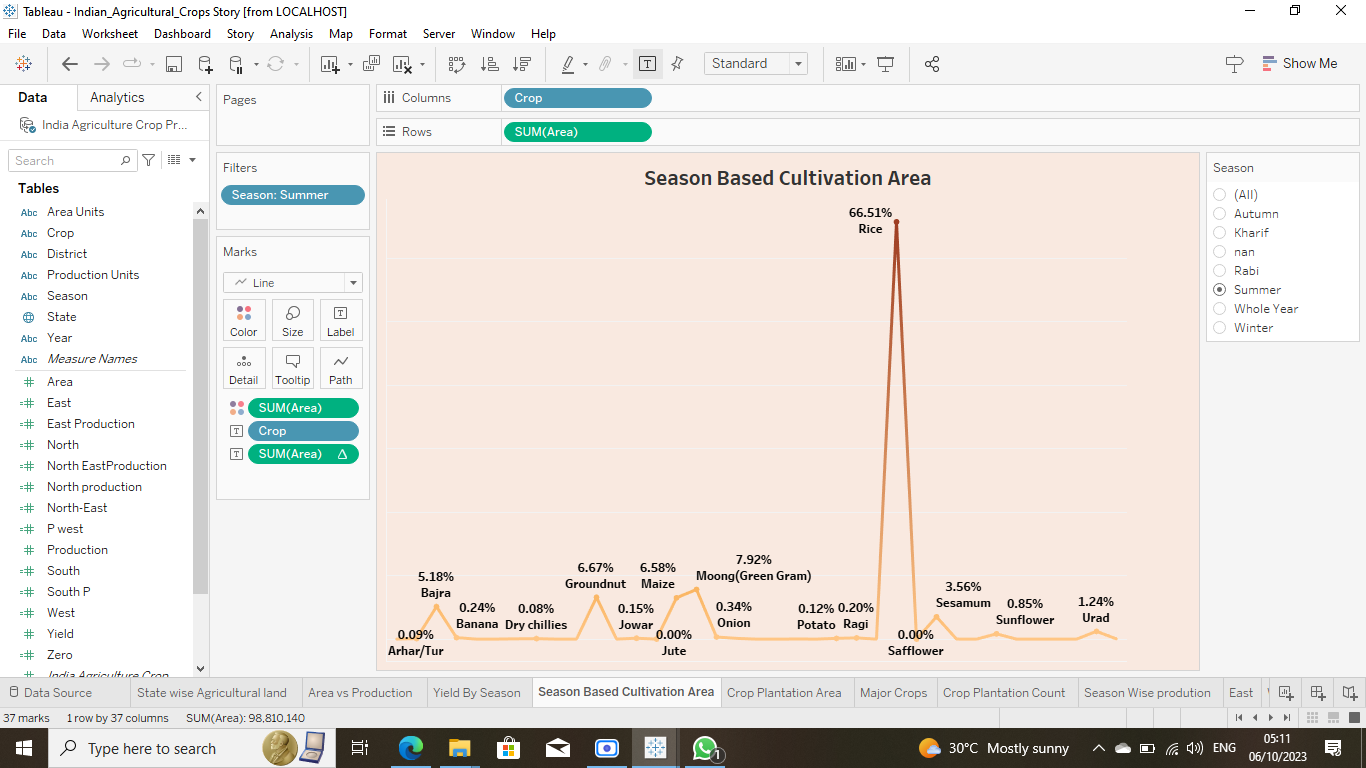 Tableau - Indian_Agricultural_Crops Story [from LOCALHOST]
File Data Worksheet Dashboard Story Analysis Map Format Server Window Help
Standard
Show Me
Data Analytics
India Agriculture Crop Pr...
Search
Tables
Abc Area Units
Abc Crop
Abc District
Abc Production Units
Abc Season
State
Abc Year
Abc Measure Names
Area
East
East Production
North
North EastProduction
North production
North-East
P west
Production
South
South P
West
Yield
Zero
India Agriculture Crop
Pages
Filters
Season: Summer
Marks
Line
Color Size Label
Detail Tooltip Path
SUM(Area)
Crop
SUM(Area)
Columns Crop
Rows SUM(Area)
Season Based Cultivation Area
66.51%
Rice
7.92%
Moong(Green Gram)
6.67%
Groundnut
6.58%
Maize
5.18%
Bajra
3.56%
Sesamum
0.24%
Banana
0.08%
Dry chillies
0.15%
Jowar
0.34%
Onion
0.12%
Potato
0.20%
Ragi
0.85%
Sunflower
1.24%
Urad
0.09%
Arhar/Tur
0.00%
Jute
0.00%
Safflower
Season
(All)
Autumn
Kharif
nan
Rabi
Summer
Whole Year
Winter
Data Source State wise Agricultural land Area vs Production Yield By Season Season Based Cultivation Area Crop Plantation Area Major Crops Crop Plantation Count Season Wise prodution East
37 marks 1 row by 37 columns SUM(Area): 98,810,140
Type here to search
1
30°C Mostly sunny
ENG
05:11
06/10/2023